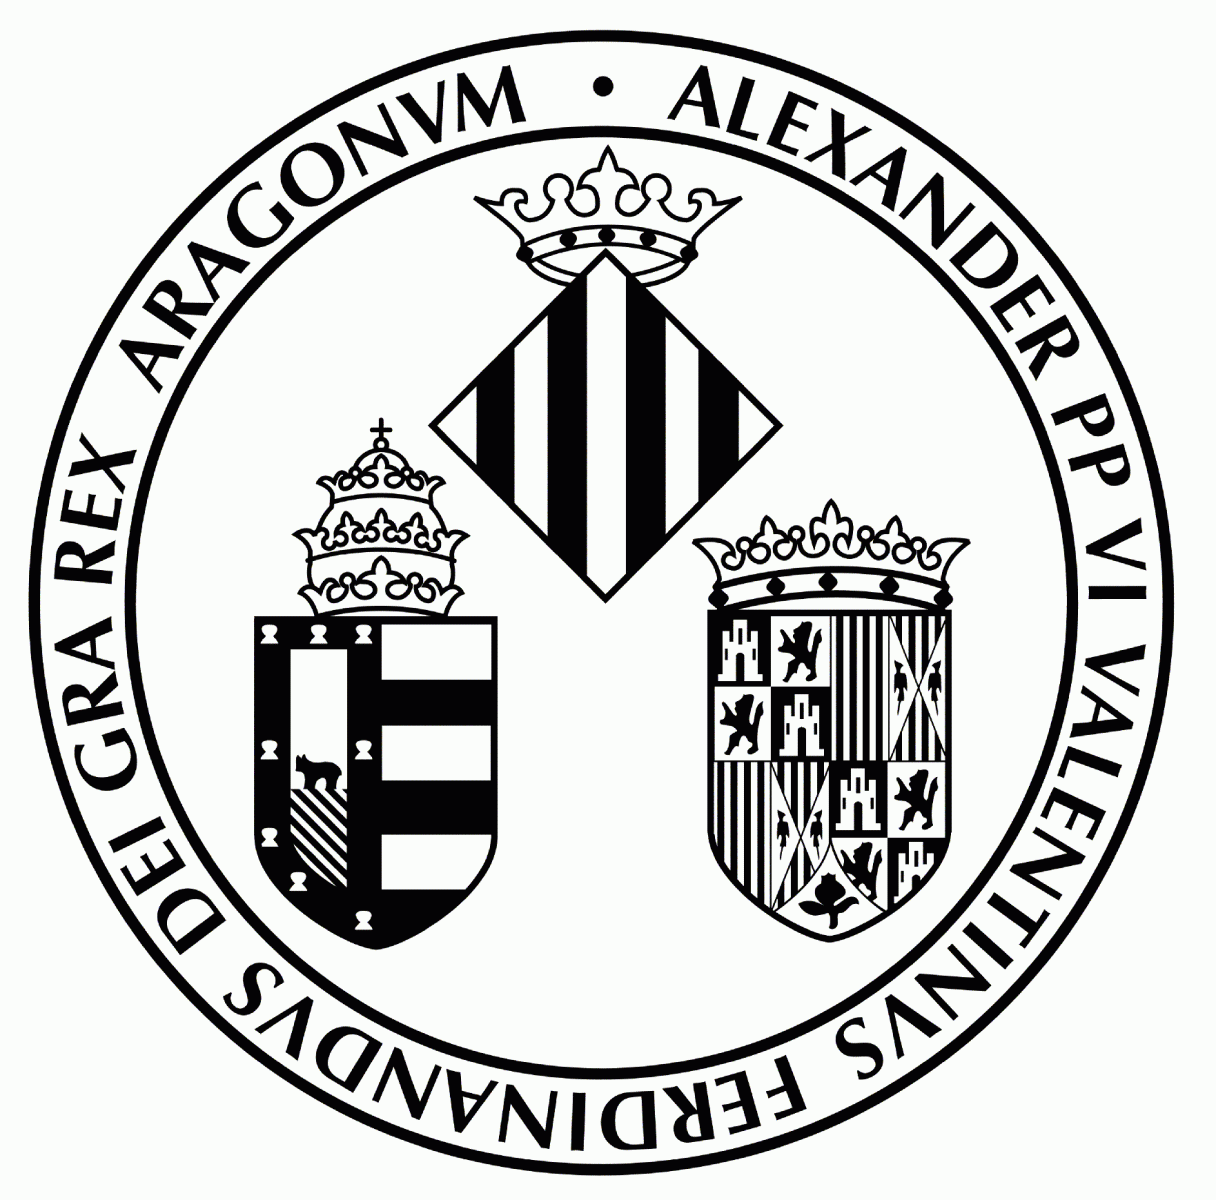 ALEXANDER PP VI VALENTINVS FERDINANDVS DEI GRA REX ARAGONVM •